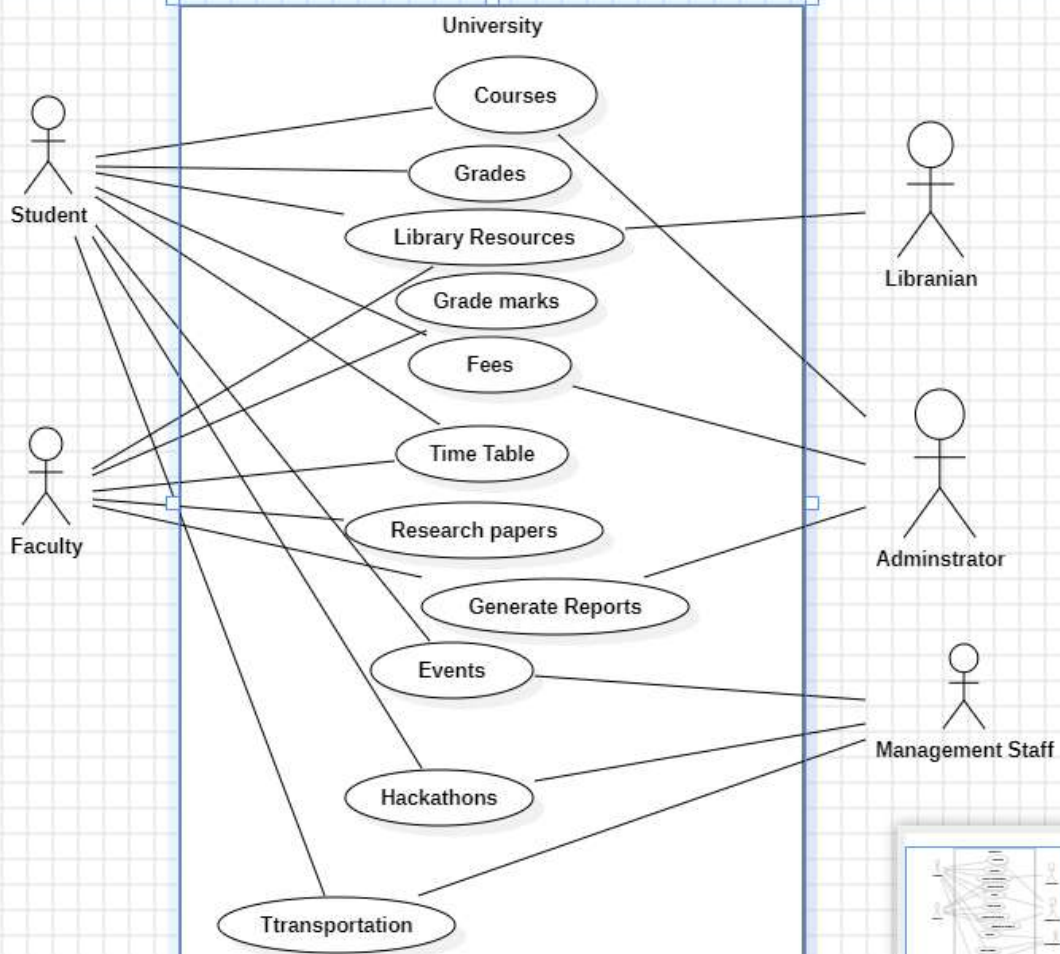 University
Courses
Grades
Student
Library Resources
Libranian
Grade marks
Fees
Time Table
Research papers
Faculty
Adminstrator
Generate Reports
Events
Management Staff
Hackathons
Ttransportation